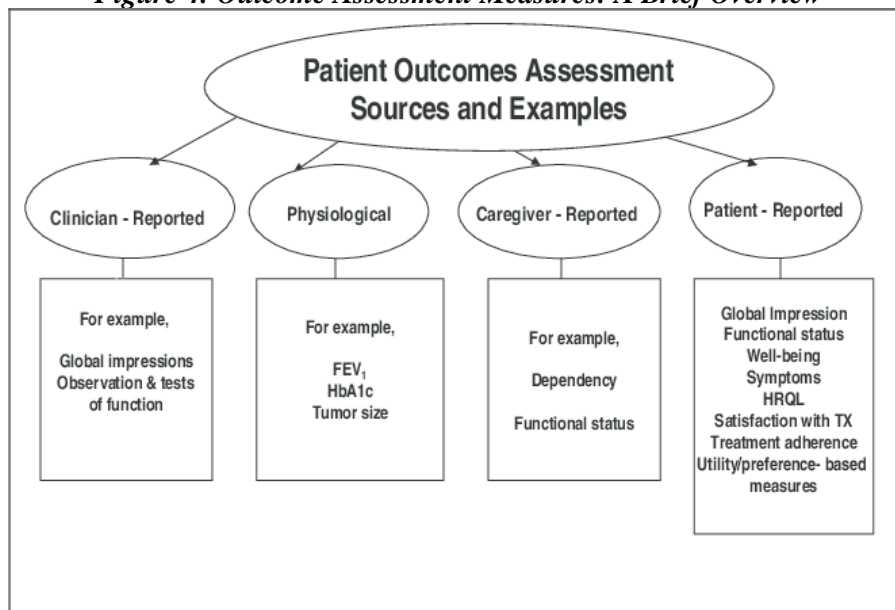 Figure 4. Outcome Assessment Measures: A Brief Overview
Patient Outcomes Assessment
Sources and Examples
Clinician - Reported
Physiological
Caregiver - Reported
Patient - Reported
For example,
Global impressions
Observation & tests
of function
For example,
FEV₁
HbA1c
Tumor size
For example,
Dependency
Functional status
Global Impression
Functional status
Well-being
Symptoms
HRQL
Satisfaction with TX
Treatment adherence
Utility/preference- based
measures